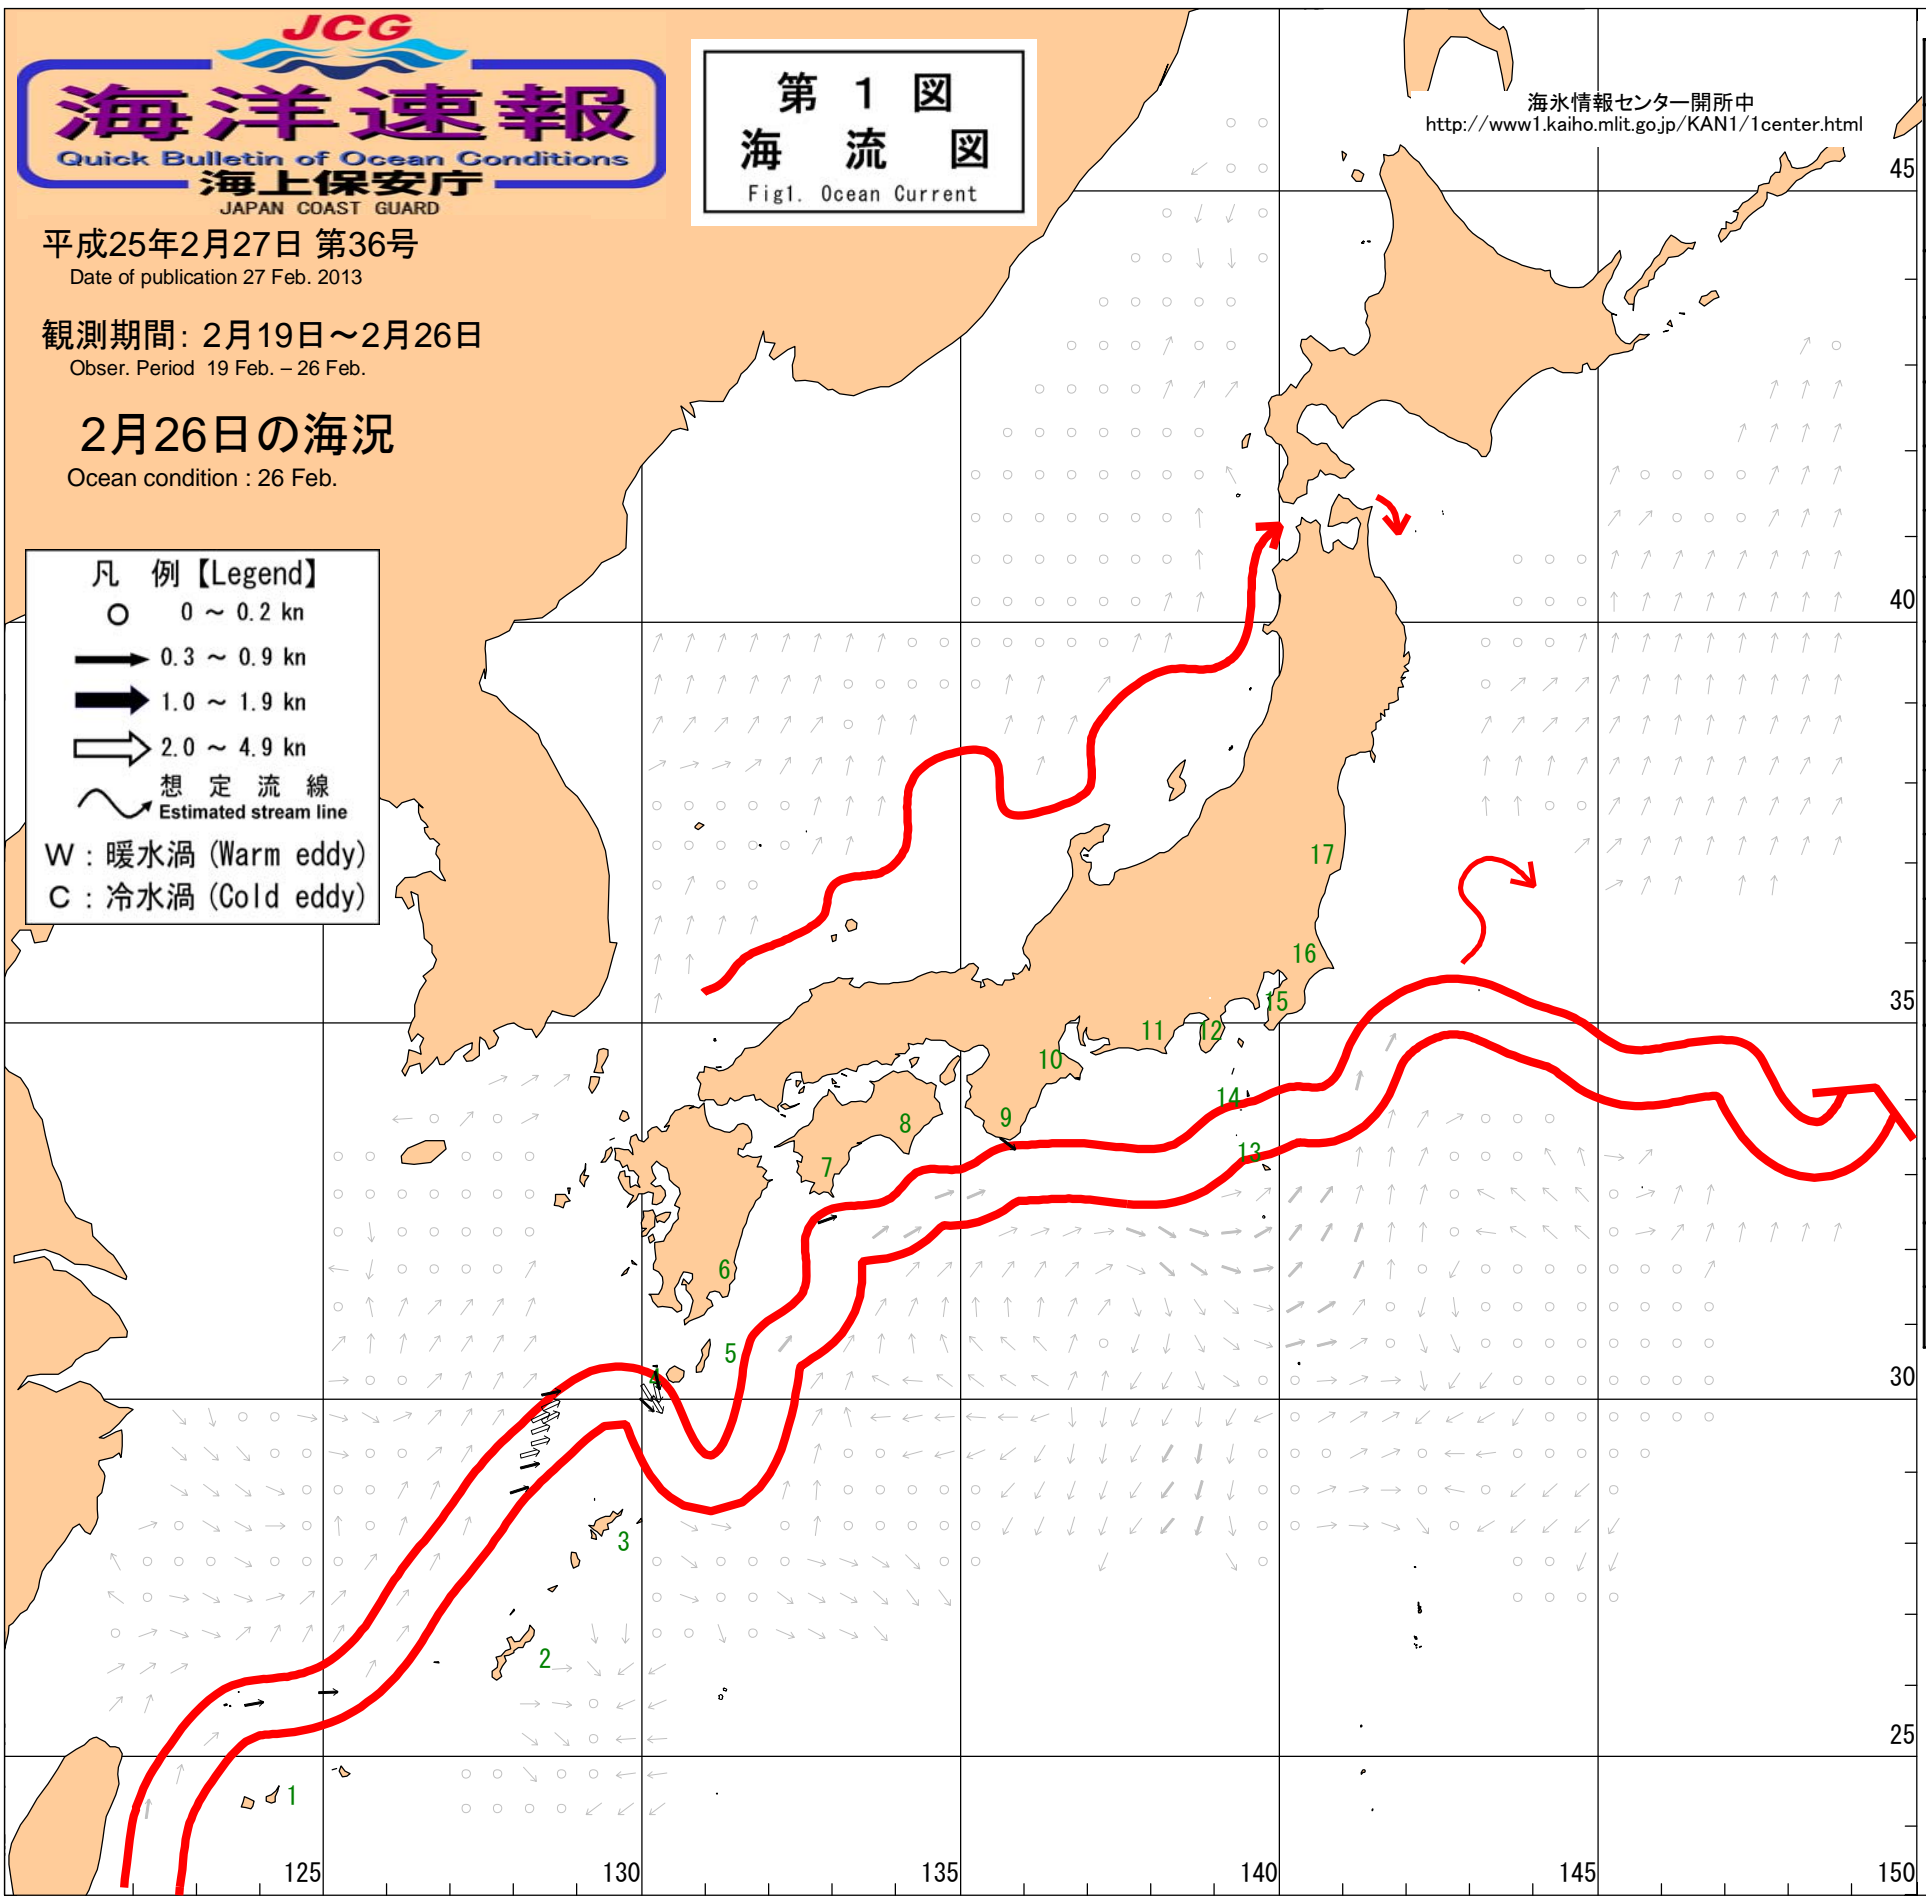 JCG
海洋速報
Quick Bulletin of Ocean Conditions
海上保安庁
JAPAN COAST GUARD
第 1 図
海 流 図
Fig1. Ocean Current
海氷情報センター開所中
http://www1.kaiho.mlit.go.jp/KAN1/1center.html
平成25年2月27日 第36号
Date of publication 27 Feb. 2013
観測期間: 2月19日～2月26日
Obser. Period 19 Feb. – 26 Feb.
2月26日の海況
Ocean condition : 26 Feb.
凡 例【Legend】
0 ～ 0.2 kn
0.3 ～ 0.9 kn
1.0 ～ 1.9 kn
2.0 ～ 4.9 kn
想 定 流 線
Estimated stream line
W : 暖水渦 (Warm eddy)
C : 冷水渦 (Cold eddy)
45
40
35
30
25
17
16
15
14
13
12
11
10
9
8
7
6
5
4
3
2
1
125
130
135
140
145
150